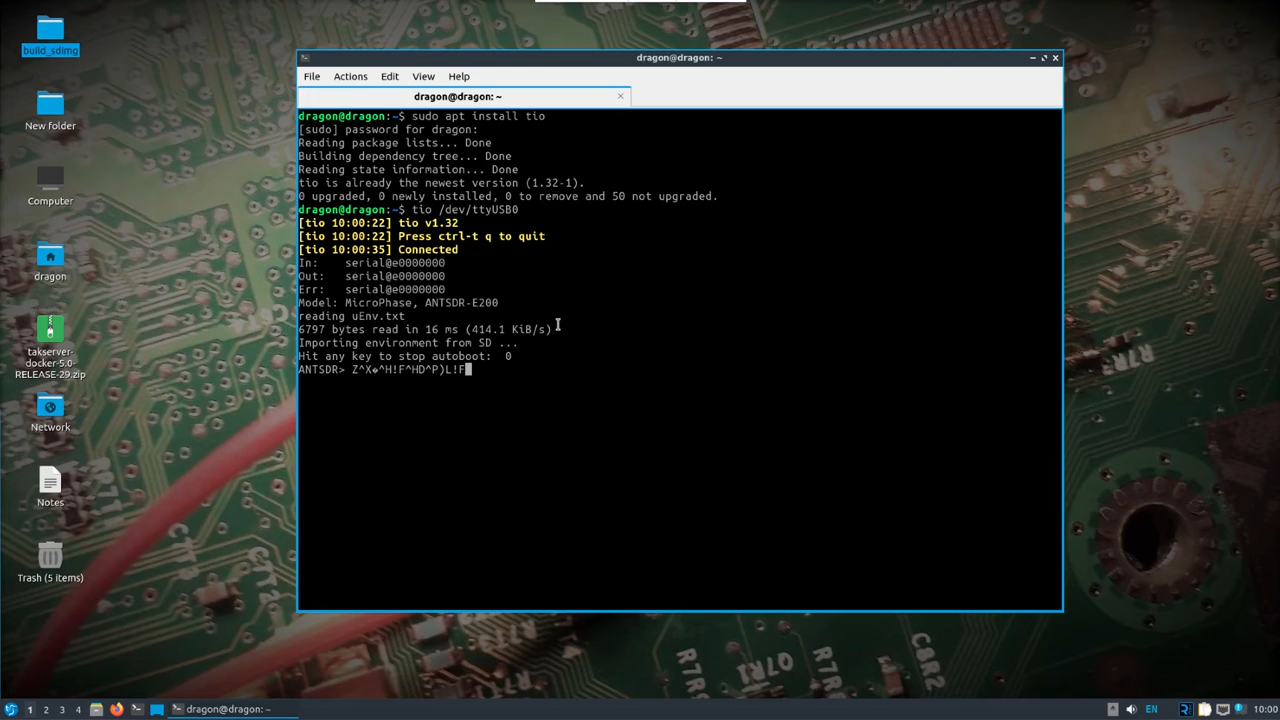 build_sdimg
New folder
Computer
dragon
takserver-
docker-5.0-
RELEASE-29.zip
Network
Notes
Trash (5 items)
dragon@dragon: ~
File Actions Edit View Help
dragon@dragon: ~
dragon@dragon:~$ sudo apt install tio
[sudo] password for dragon:
Reading package lists... Done
Building dependency tree... Done
Reading state information... Done
tio is already the newest version (1.32-1).
0 upgraded, 0 newly installed, 0 to remove and 50 not upgraded.
dragon@dragon:~$ tio /dev/ttyUSB0
[tio 10:00:22] tio v1.32
[tio 10:00:22] Press ctrl-t q to quit
[tio 10:00:35] Connected
In:    serial@e0000000
Out:   serial@e0000000
Err:   serial@e0000000
Model: MicroPhase, ANTSDR-E200
reading uEnv.txt
6797 bytes read in 16 ms (414.1 KiB/s)
Importing environment from SD ...
Hit any key to stop autoboot:  0
ANTSDR> Z^X�^H!F^HD^P)L!F
R7R
Q7R1
C8R2
1 2 3 4
dragon@dragon: ~
EN
10:00